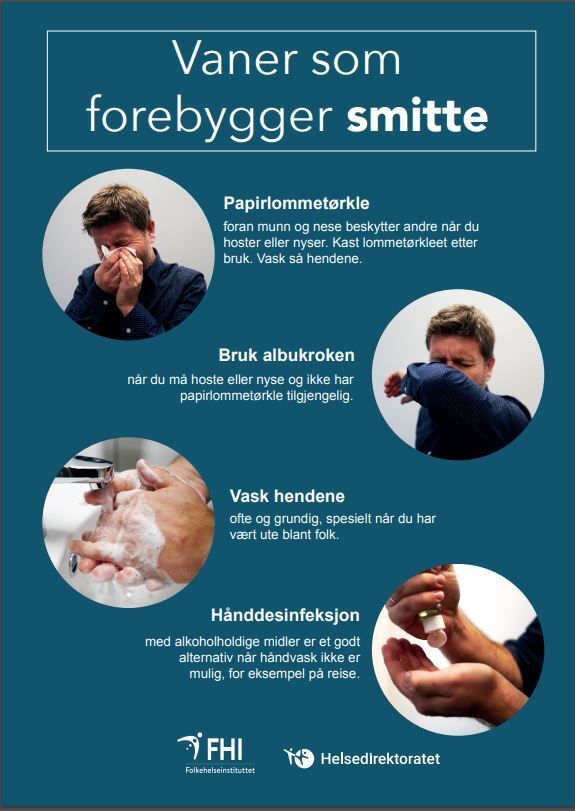 Vaner som
forebygger smitte
Papirlommetørkle
foran munn og nese beskytter andre når du
hoster eller nyser. Kast lommetørkleet etter
bruk. Vask så hendene.
Bruk albukroken
når du må hoste eller nyse og ikke har
papirlommetørkle tilgjengelig.
Vask hendene
ofte og grundig, spesielt når du har
vært ute blant folk.
Hånddesinfeksjon
med alkoholholdige midler er et godt
alternativ når håndvask ikke er
mulig, for eksempel på reise.
FHI
Folkehelseinstituttet
Helsedirektoratet